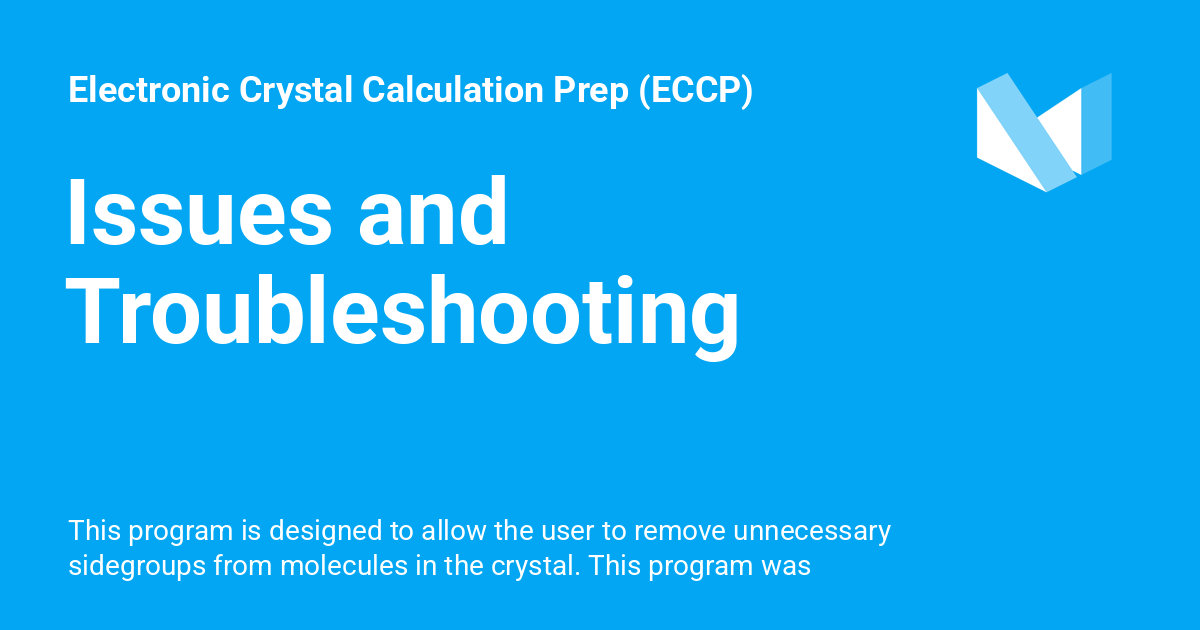 Electronic Crystal Calculation Prep (ECCP)
Issues and
Troubleshooting
This program is designed to allow the user to remove unnecessary
sidegroups from molecules in the crystal. This program was